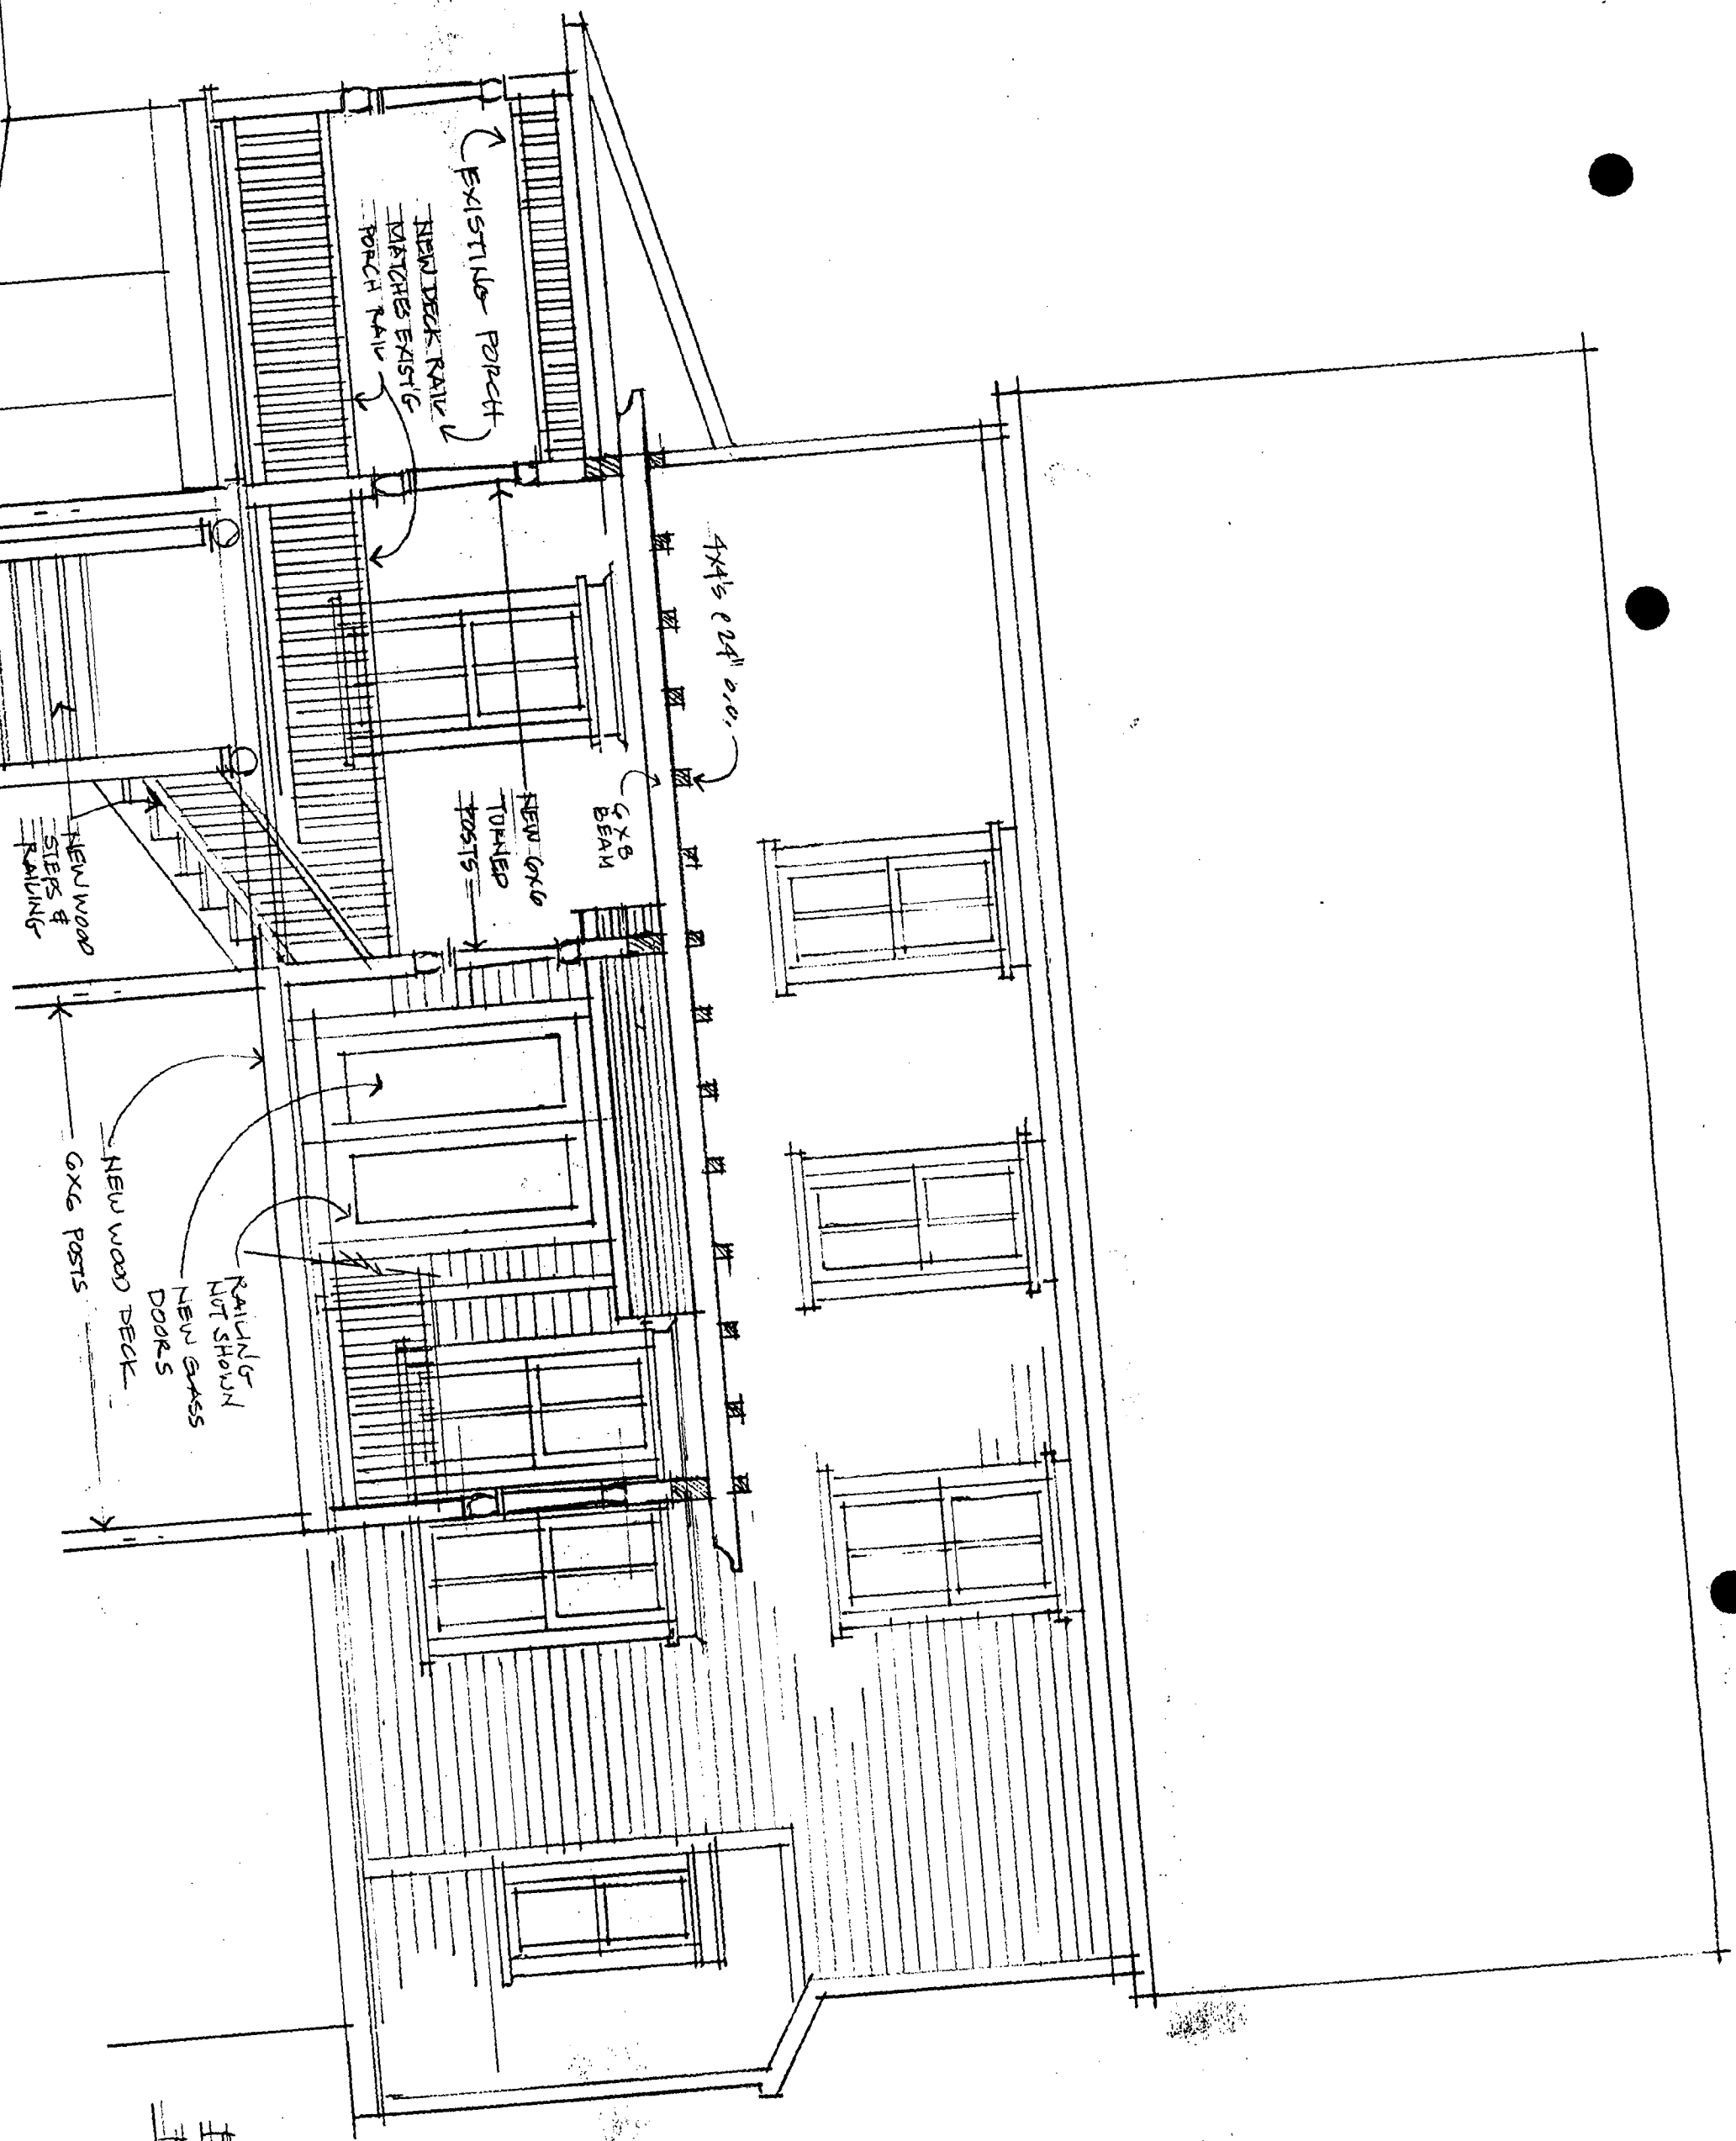 4x4's @ 24" o.c.
6x8
BEAM
EXISTING PORCH
NEW DECK RAIL
MATCHES EXIST'G
PORCH RAIL
NEW 6x6
TURNED
POSTS
NEW WOOD
STEPS &
RAILING
RAILING
NOT SHOWN
NEW GLASS
DOORS
NEW WOOD DECK
6x6 POSTS